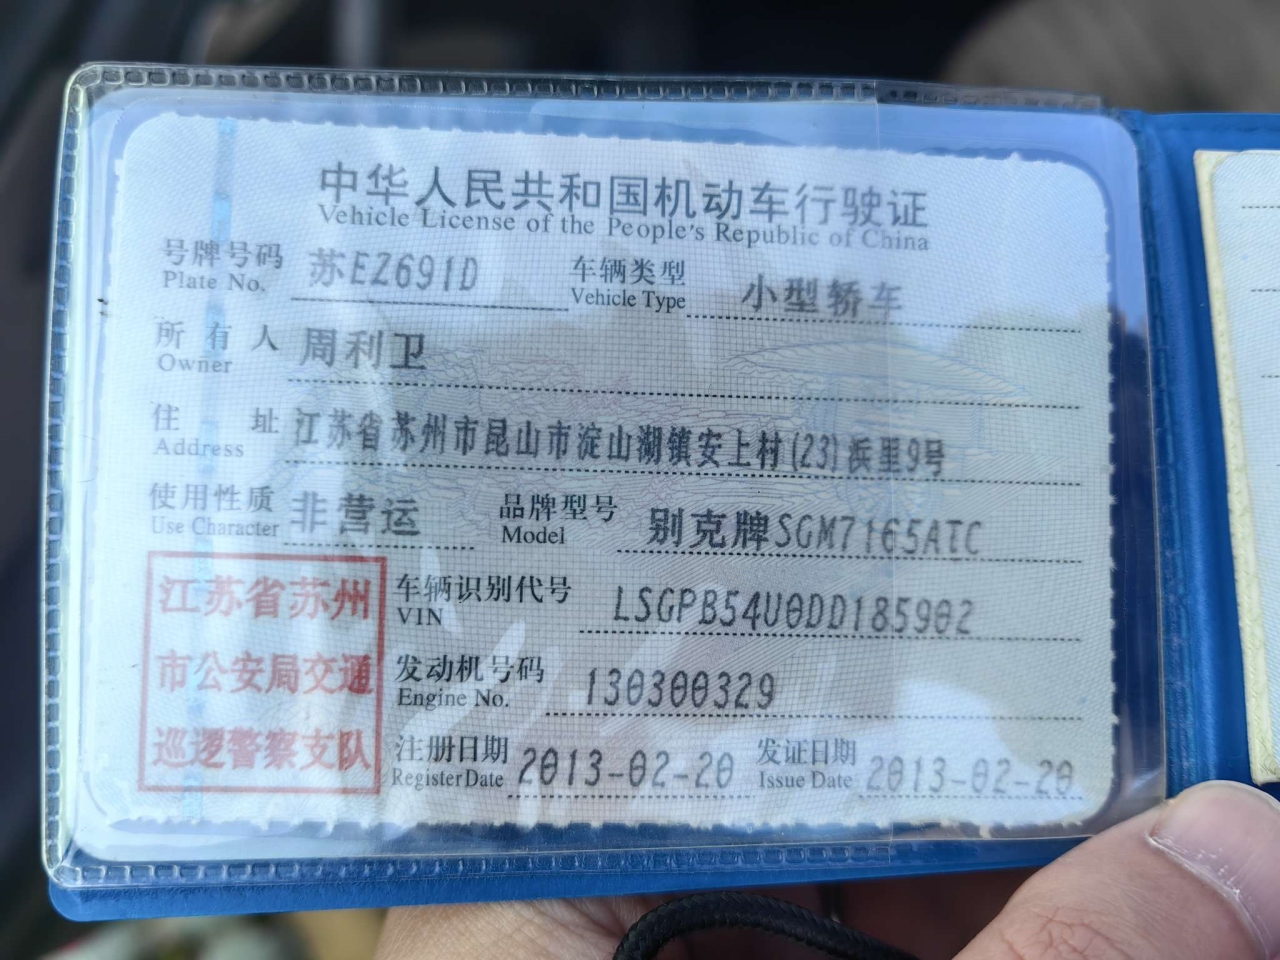 中华人民共和国机动车行驶证
Vehicle License of the People's Republic of China
号牌号码 苏EZ691D 车辆类型 小型轿车
Plate No. Vehicle Type
所有人 周利卫
Owner
住址 江苏省苏州市昆山市淀山湖镇安上村(23)浜里9号
Address
使用性质 非营运 品牌型号 别克牌SGM7165ATC
Use Character Model
江苏省苏州
市公安局交通
巡逻警察支队
车辆识别代号 LSGPB54U0DD185902
VIN
发动机号码 130300329
Engine No.
注册日期 2013-02-20 发证日期 2013-02-20
Register Date Issue Date